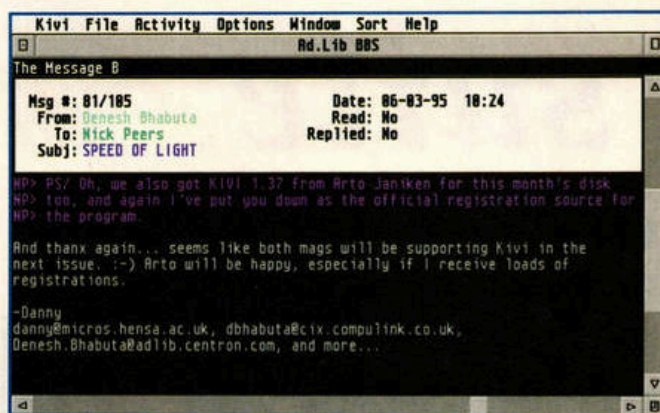 Kivi File Activity Options Window Sort Help
Ad.Lib BBS
The Message B
Msg #: 81/105 Date: 06-03-95 18:24
From: Denesh Bhabuta Read: No
To: Nick Peers Replied: No
Subj: SPEED OF LIGHT
NP> PS/ Oh, we also got KIVI 1.37 from Arto Janiken for this month's disk
NP> too, and again I've put you down as the official registration source for
NP> the program.
And thanx again... seems like both mags will be supporting Kivi in the
next issue. :-) Arto will be happy, especially if I receive loads of
registrations.
-Danny
danny@micros.hensa.ac.uk, dbhabuta@cix.compulink.co.uk,
Denesh.Bhabuta@adlib.centron.com, and more...